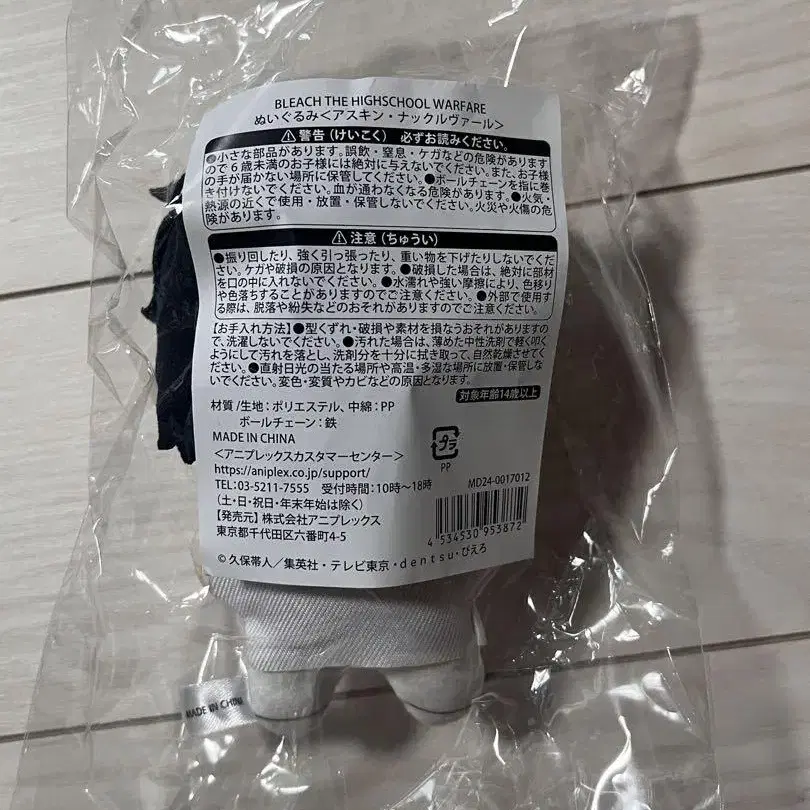 BLEACH THE HIGHSCHOOL WARFARE
ぬいぐるみ<アスキン・ナックルヴァール>
⚠警告(けいこく) 必ずお読みください。
●小さな部品があります。誤飲・窒息・ケガなどの危険があります
ので6歳未満のお子様には絶対に与えないでください。また、お子様
の手が届かない場所に保管してください。●ボールチェーンを指に巻
き付けないでください。血が通わなくなる危険があります。●火気・
熱源の近くで使用・放置・保管しないでください。火災や火傷の危
険があります。
⚠注意(ちゅうい)
●振り回したり、強く引っ張ったり、重い物を下げたりしないでくだ
さい。ケガや破損の原因となります。●破損した場合は、絶対に部材
を口の中に入れないでください。●水濡れや強い摩擦により、色移り
や色落ちすることがありますのでご注意ください。●外部で使用す
る際は、脱落や紛失などのおそれがありますのでご注意ください。
【お手入れ方法】●型くずれ・破損や素材を損なうおそれがありますの
で、洗濯しないでください。●汚れた場合は、薄めた中性洗剤で軽く叩く
ようにして汚れを落とし、洗剤分を十分に拭き取って、自然乾燥させてく
ださい。●直射日光の当たる場所や高温・多湿な場所に放置・保管しな
いでください。変色・変質やカビなどの原因となります。
対象年齢14歳以上
材質/生地:ポリエステル、中綿:PP
ボールチェーン:鉄
MADE IN CHINA
<アニプレックスカスタマーセンター>
https://aniplex.co.jp/support/
TEL:03-5211-7555 受付時間:10時~18時
(土・日・祝日・年末年始は除く)
【発売元】株式会社アニプレックス
東京都千代田区六番町4-5
プラ
PP
MD24-0017012
4 534530 953872
© 久保帯人/集英社・テレビ東京・dentsu・ぴえろ
MADE IN CHINA